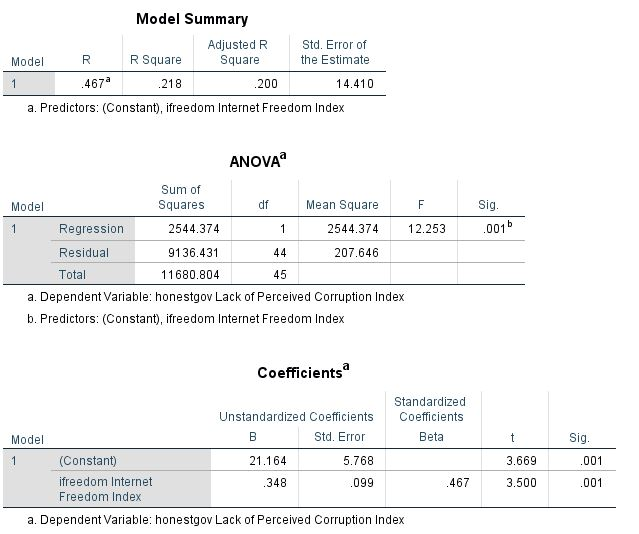 Model Summary
Model R R Square Adjusted R Square Std. Error of the Estimate
1 .467a .218 .200 14.410
a. Predictors: (Constant), ifreedom Internet Freedom Index
ANOVAa
Model Sum of Squares df Mean Square F Sig.
1 Regression 2544.374 1 2544.374 12.253 .001b
Residual 9136.431 44 207.646
Total 11680.804 45
a. Dependent Variable: honestgov Lack of Perceived Corruption Index
b. Predictors: (Constant), ifreedom Internet Freedom Index
Coefficientsa
Unstandardized Coefficients Standardized Coefficients
Model B Std. Error Beta t Sig.
1 (Constant) 21.164 5.768 3.669 .001
ifreedom Internet Freedom Index .348 .099 .467 3.500 .001
a. Dependent Variable: honestgov Lack of Perceived Corruption Index